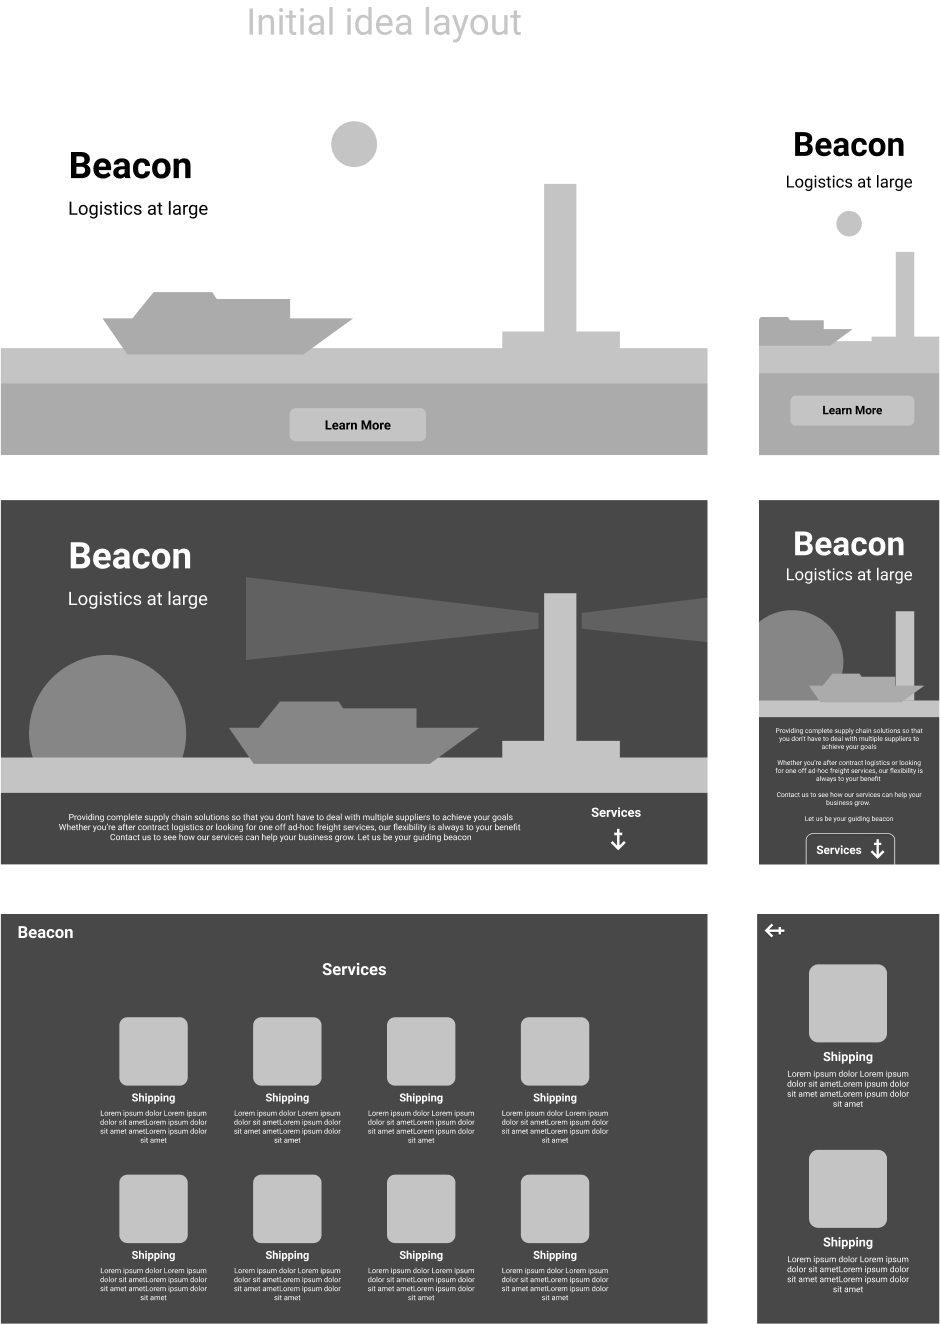 Initial idea layout
Beacon
Logistics at large
Learn More
Beacon
Logistics at large
Learn More
Beacon
Logistics at large
Providing complete supply chain solutions so that you don't have to deal with multiple suppliers to achieve your goals
Whether you're after contract logistics or looking for one off ad-hoc freight services, our flexibility is always to your benefit
Contact us to see how our services can help your business grow. Let us be your guiding beacon
Services
Beacon
Logistics at large
Providing complete supply chain solutions so that
you don't have to deal with multiple suppliers to
achieve your goals
Whether you're after contract logistics or looking
for one off ad-hoc freight services, our flexibility is
always to your benefit
Contact us to see how our services can help your
business grow.
Let us be your guiding beacon
Services
Beacon
Services
Shipping
Lorem ipsum dolor Lorem ipsum
dolor sit ametLorem ipsum dolor
sit amet ametLorem ipsum dolor
sit amet
Shipping
Lorem ipsum dolor Lorem ipsum
dolor sit ametLorem ipsum dolor
sit amet ametLorem ipsum dolor
sit amet
Shipping
Lorem ipsum dolor Lorem ipsum
dolor sit ametLorem ipsum dolor
sit amet ametLorem ipsum dolor
sit amet
Shipping
Lorem ipsum dolor Lorem ipsum
dolor sit ametLorem ipsum dolor
sit amet ametLorem ipsum dolor
sit amet
Shipping
Lorem ipsum dolor Lorem ipsum
dolor sit ametLorem ipsum dolor
sit amet ametLorem ipsum dolor
sit amet
Shipping
Lorem ipsum dolor Lorem ipsum
dolor sit ametLorem ipsum dolor
sit amet ametLorem ipsum dolor
sit amet
Shipping
Lorem ipsum dolor Lorem ipsum
dolor sit ametLorem ipsum dolor
sit amet ametLorem ipsum dolor
sit amet
Shipping
Lorem ipsum dolor Lorem ipsum
dolor sit ametLorem ipsum dolor
sit amet ametLorem ipsum dolor
sit amet
Shipping
Lorem ipsum dolor Lorem ipsum
dolor sit ametLorem ipsum dolor
sit amet ametLorem ipsum dolor
sit amet
Shipping
Lorem ipsum dolor Lorem ipsum
dolor sit ametLorem ipsum dolor
sit amet ametLorem ipsum dolor
sit amet